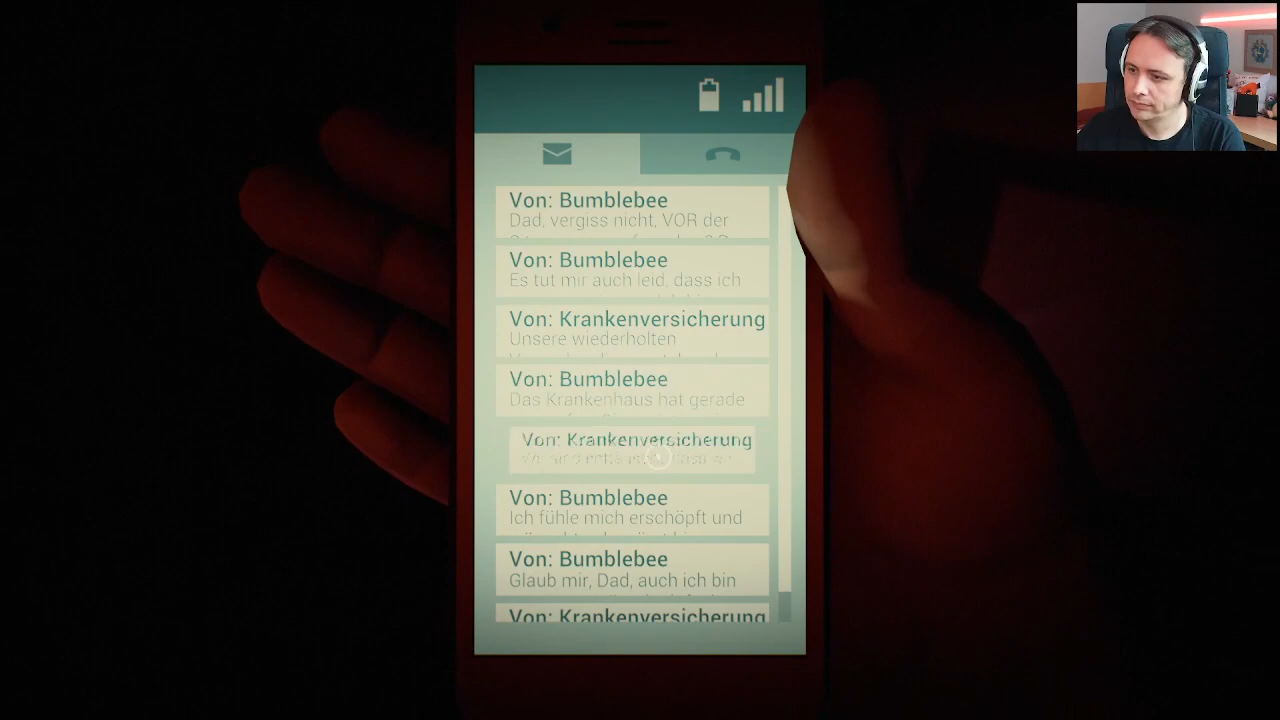 Von: Bumblebee
Dad, vergiss nicht, VOR der
Von: Bumblebee
Es tut mir auch leid, dass ich
Von: Krankenversicherung
Unsere wiederholten
Von: Bumblebee
Das Krankenhaus hat gerade
Von: Krankenversicherung
Von: Bumblebee
Ich fühle mich erschöpft und
Von: Bumblebee
Glaub mir, Dad, auch ich bin
Von: Krankenversicherung